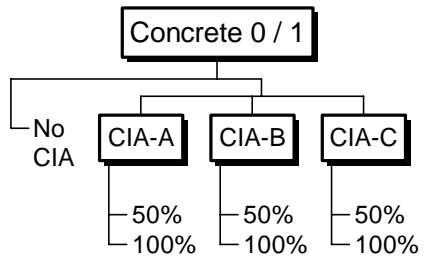 Concrete 0 / 1
No
CIA
CIA-A
CIA-B
CIA-C
50%
100%
50%
100%
50%
100%